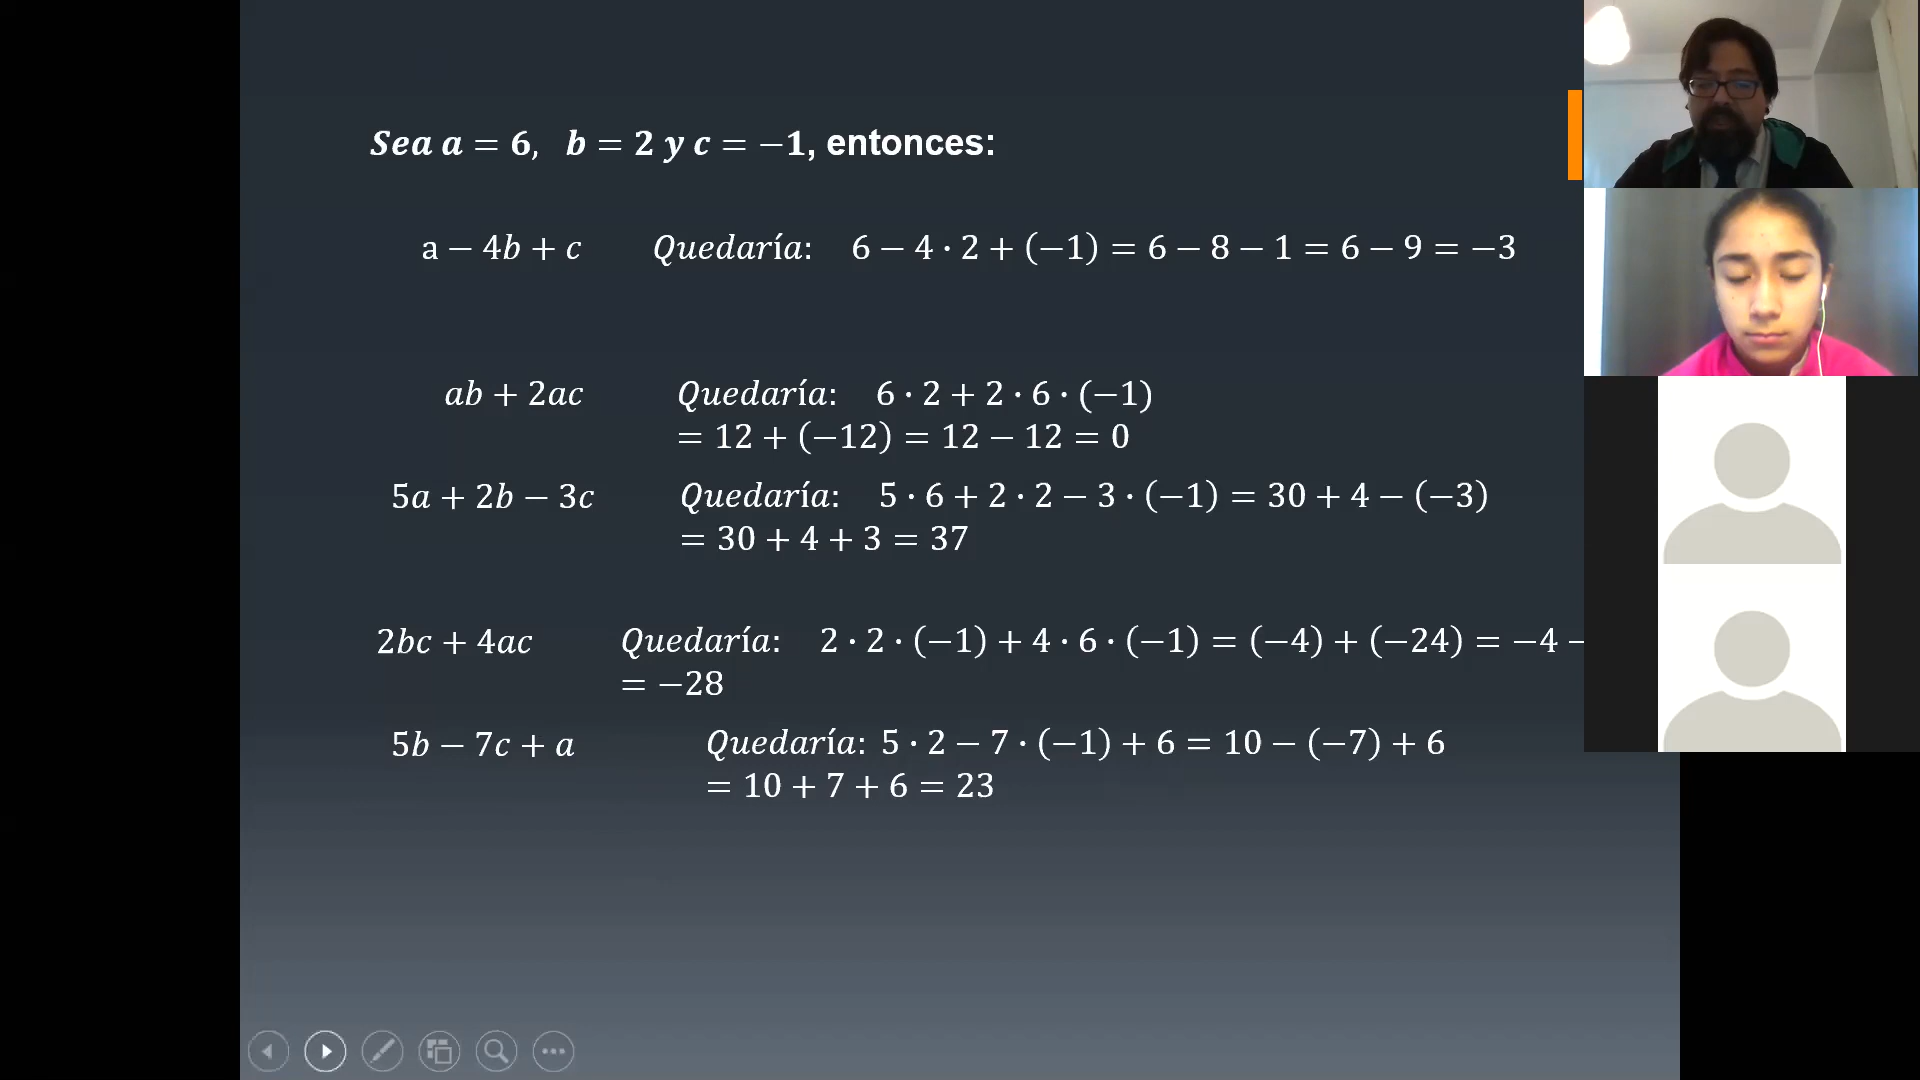 Sea a = 6, b = 2 y c = −1, entonces:
a − 4b + c Quedaría: 6 − 4 · 2 + (−1) = 6 − 8 − 1 = 6 − 9 = −3
ab + 2ac Quedaría: 6 · 2 + 2 · 6 · (−1)
= 12 + (−12) = 12 − 12 = 0
5a + 2b − 3c Quedaría: 5 · 6 + 2 · 2 − 3 · (−1) = 30 + 4 − (−3)
= 30 + 4 + 3 = 37
2bc + 4ac Quedaría: 2 · 2 · (−1) + 4 · 6 · (−1) = (−4) + (−24) = −4 −
= −28
5b − 7c + a Quedaría: 5 · 2 − 7 · (−1) + 6 = 10 − (−7) + 6
= 10 + 7 + 6 = 23